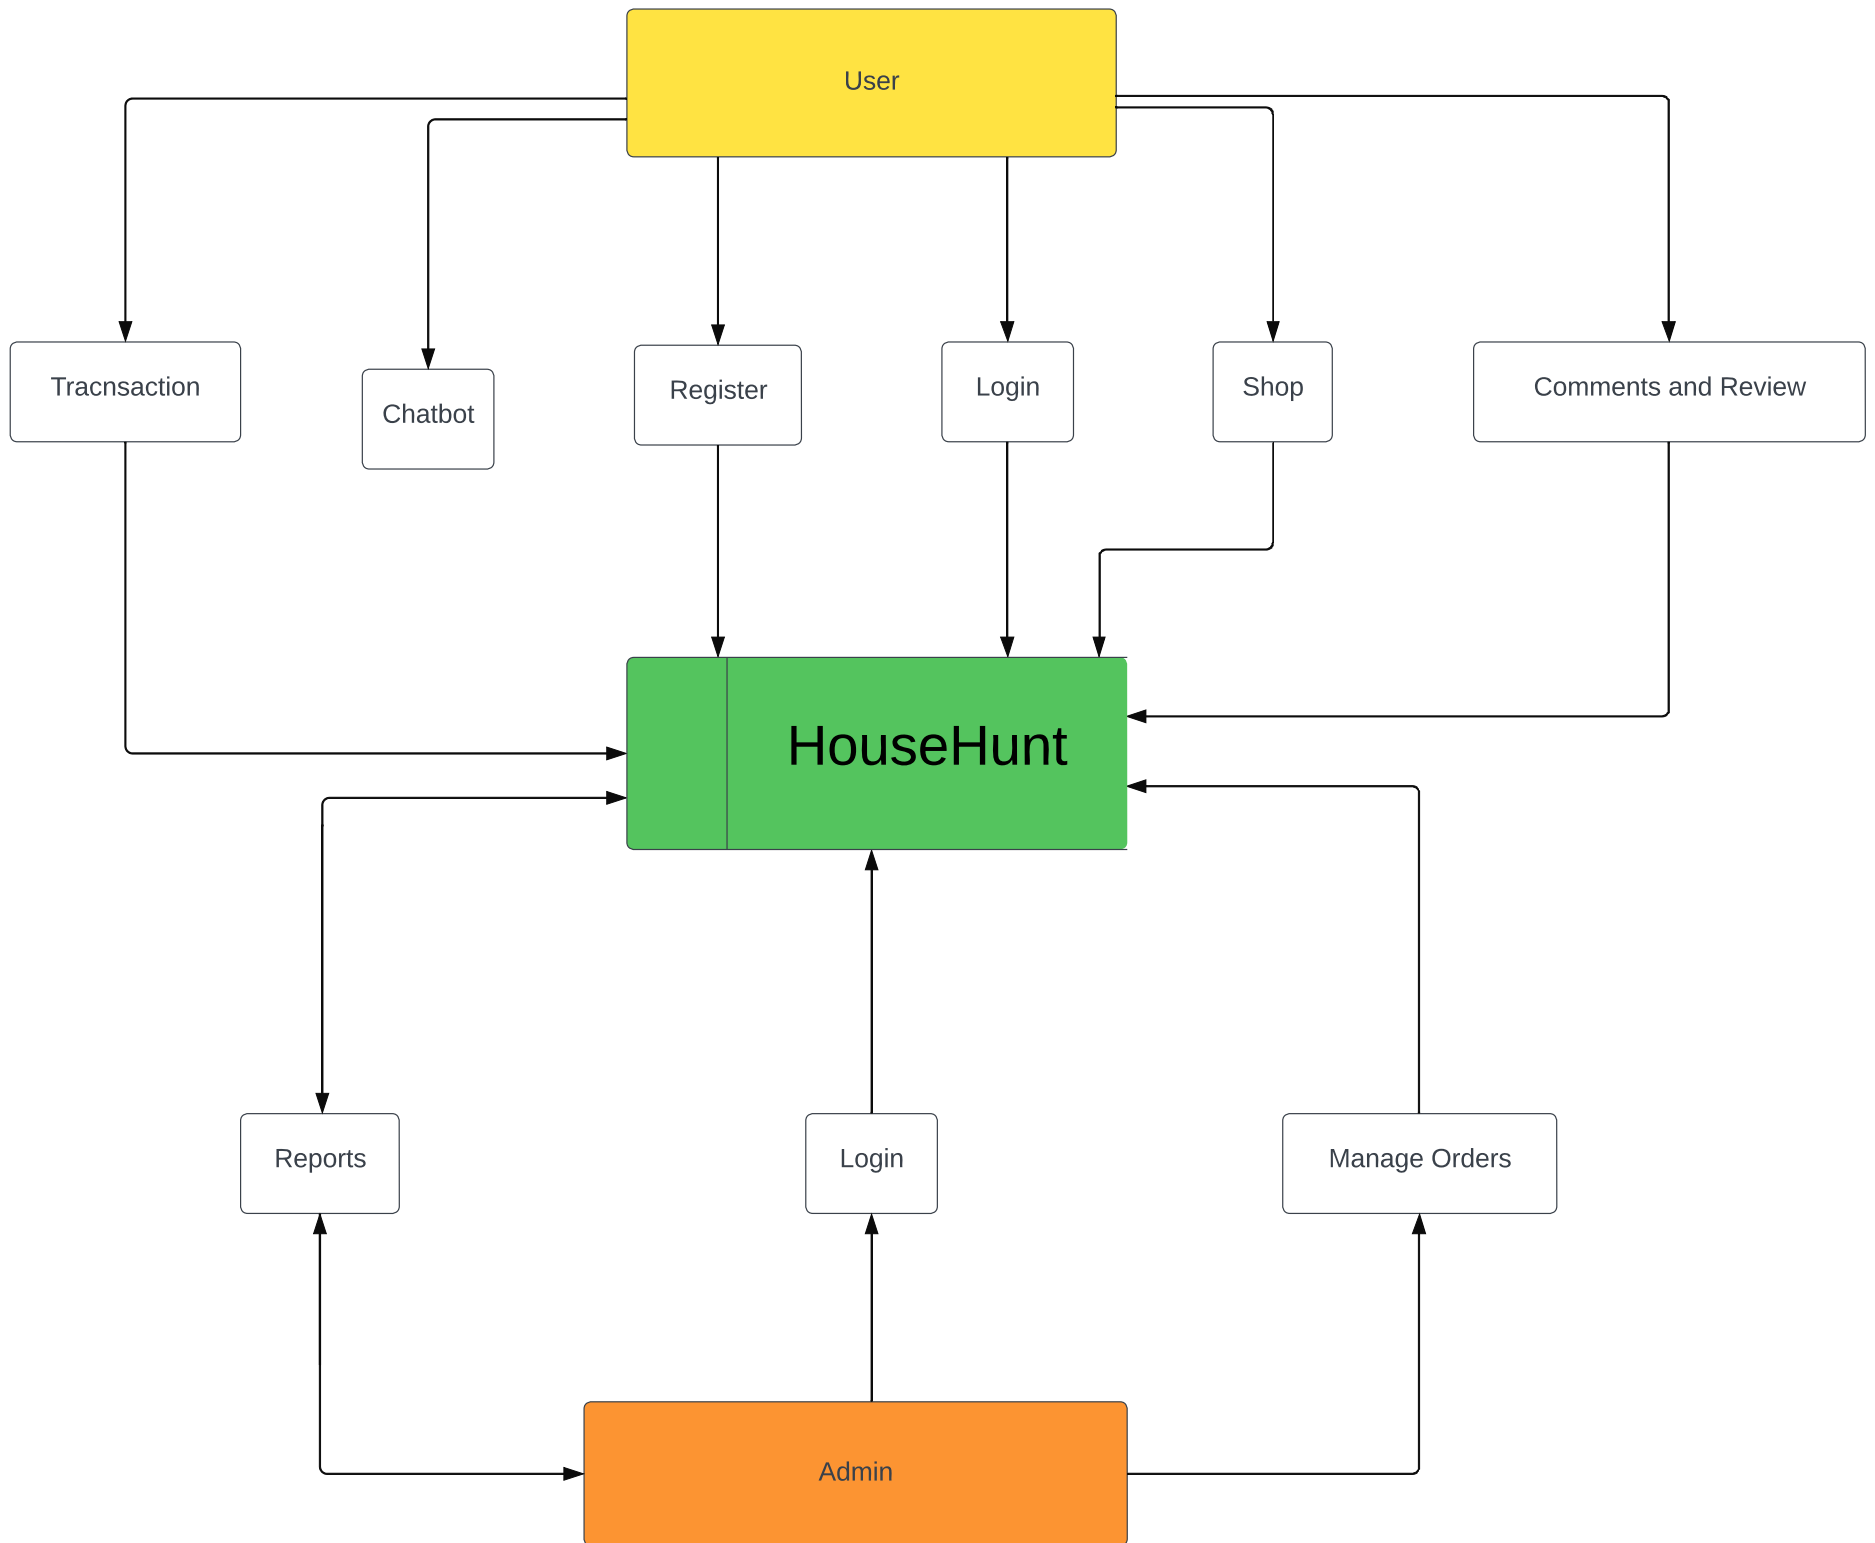 User
Tracnsaction
Chatbot
Register
Login
Shop
Comments and Review
HouseHunt
Reports
Login
Manage Orders
Admin